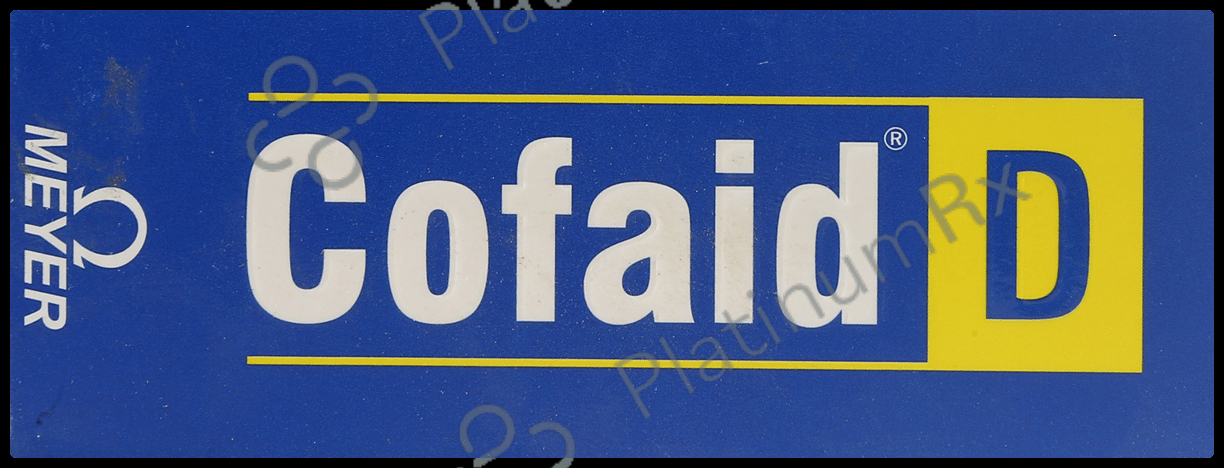 MEYER
Cofaid® D
PlatinumRx